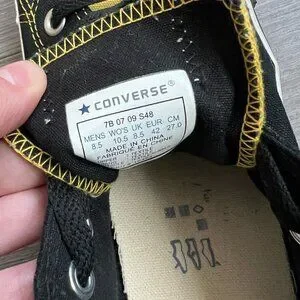 CONVERSE
7B 07 09 S48
MENS WO'S UK EUR CM
8.5 10.5 8.5 42 27.0
MADE IN CHINA
FABRIQUÉ EN CHINE